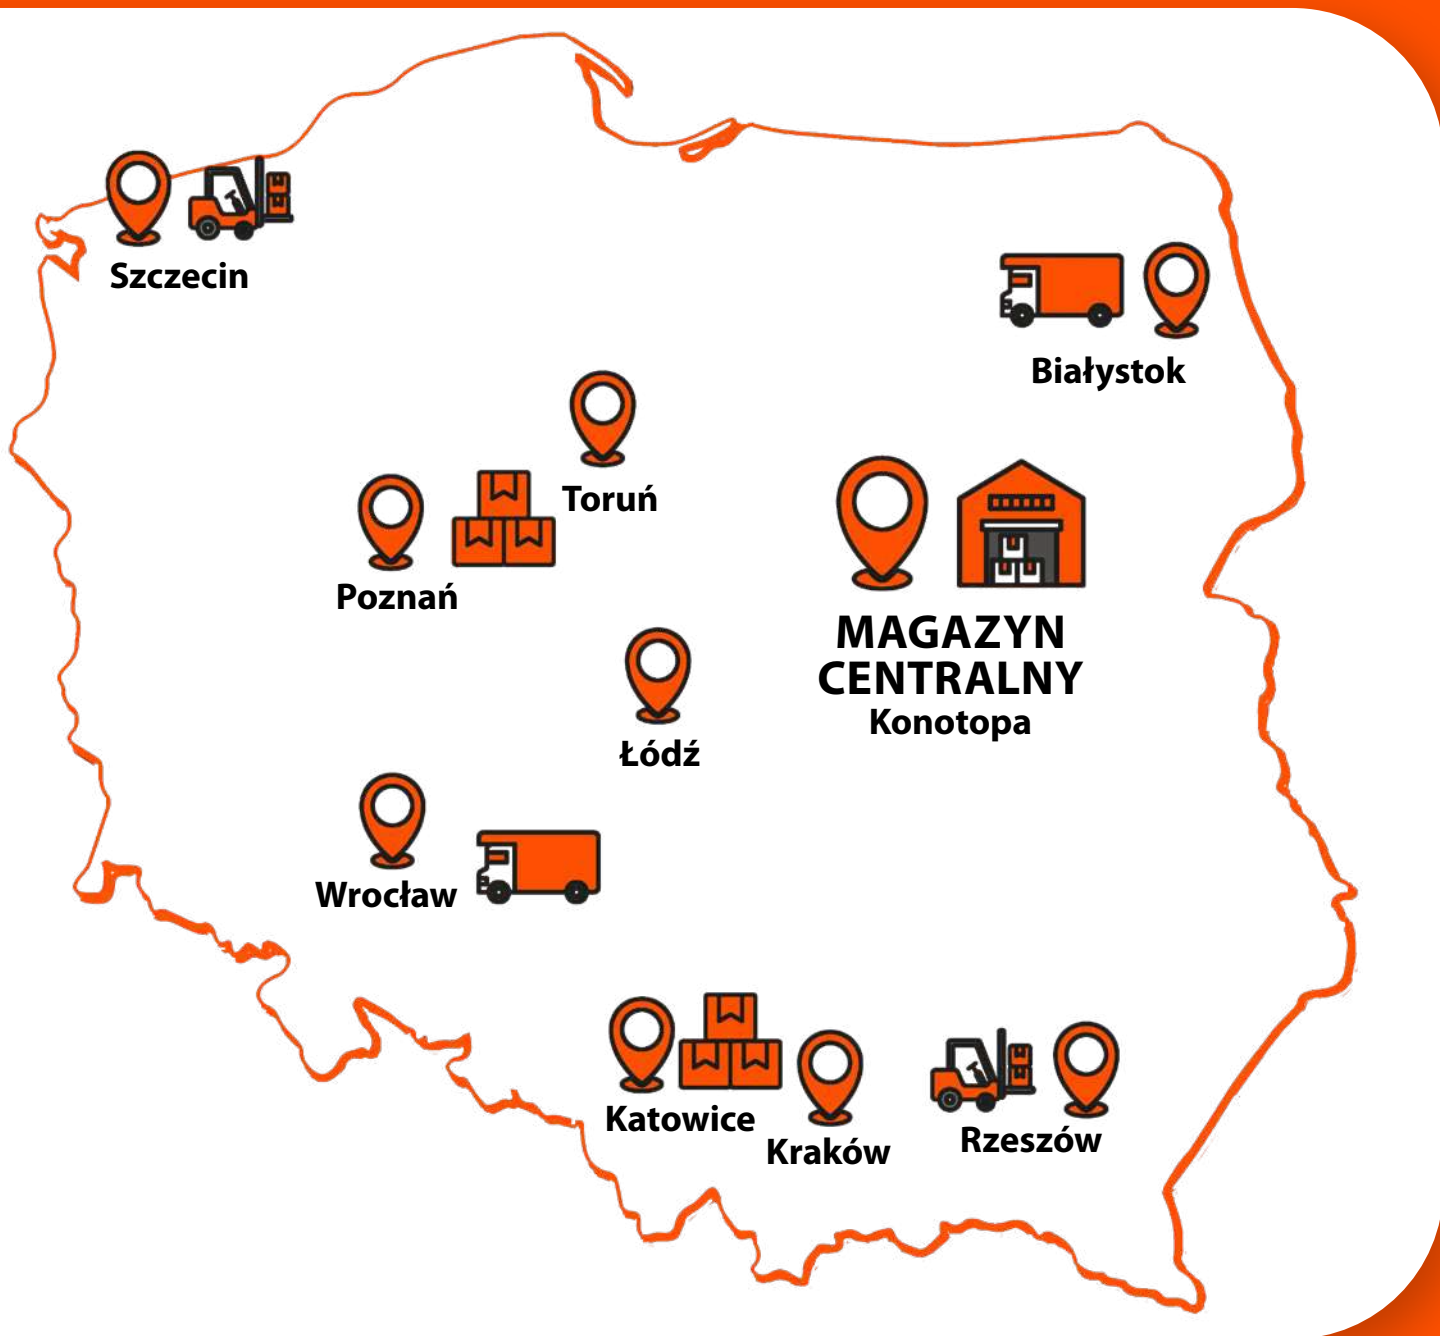 Szczecin
Białystok
Toruń
Poznań
MAGAZYN
CENTRALNY
Konotopa
Łódź
Wrocław
Katowice
Kraków
Rzeszów